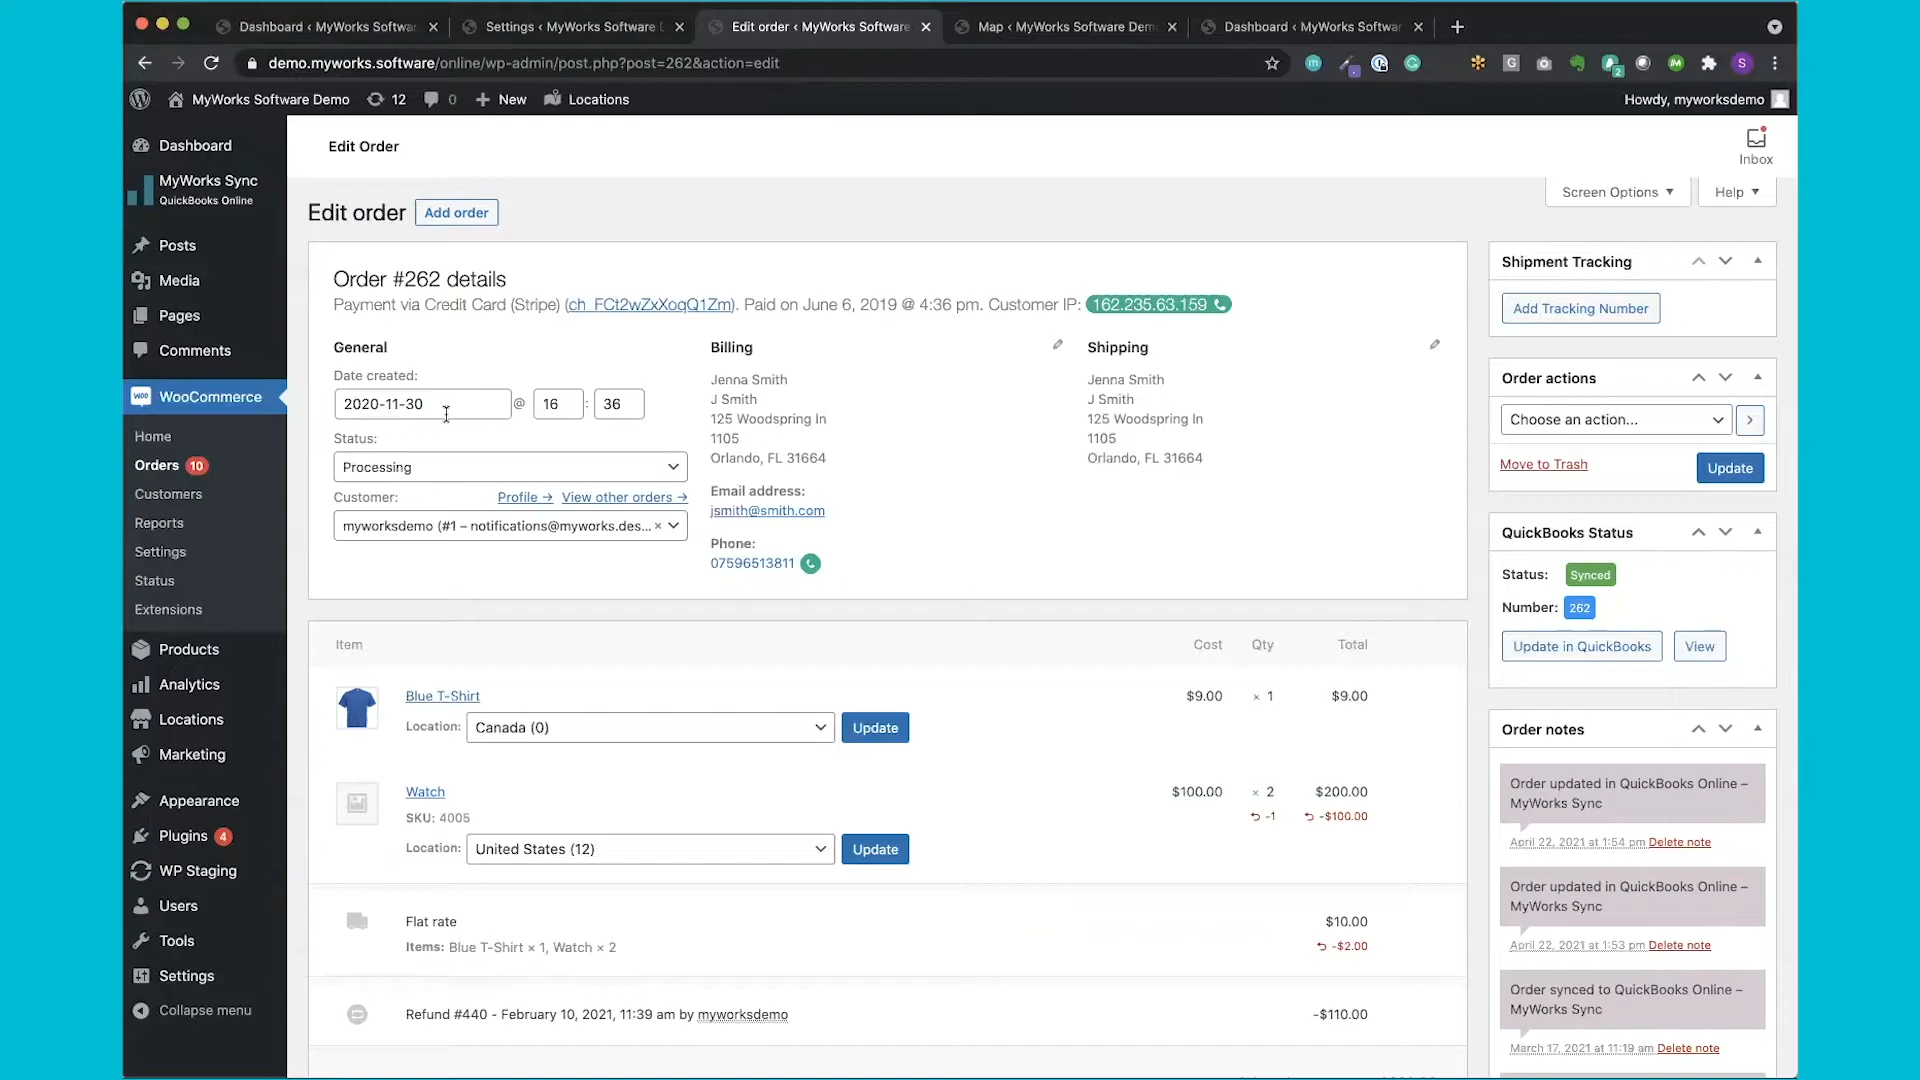 Dashboard ‹ MyWorks Softwar
Settings ‹ MyWorks Software
Edit order ‹ MyWorks Software
Map ‹ MyWorks Software Dem
Dashboard ‹ MyWorks Softwar
demo.myworks.software/online/wp-admin/post.php?post=262&action=edit
MyWorks Software Demo
12
0
New
Locations
Howdy, myworksdemo
Dashboard
MyWorks Sync
QuickBooks Online
Posts
Media
Pages
Comments
WooCommerce
Home
Orders 10
Customers
Reports
Settings
Status
Extensions
Products
Analytics
Locations
Marketing
Appearance
Plugins 4
WP Staging
Users
Tools
Settings
Collapse menu
Edit Order
Inbox
Screen Options
Help
Edit order
Add order
Order #262 details
Payment via Credit Card (Stripe) (ch_FCt2wZxXoqQ1Zm). Paid on June 6, 2019 @ 4:36 pm. Customer IP: 162.235.63.159
General
Date created:
2020-11-30 @ 16 : 36
Status:
Processing
Customer:
Profile →
View other orders →
myworksdemo (#1 – notifications@myworks.des... ×
Billing
Jenna Smith
J Smith
125 Woodspring ln
1105
Orlando, FL 31664
Email address:
jsmith@smith.com
Phone:
07596513811
Shipping
Jenna Smith
J Smith
125 Woodspring ln
1105
Orlando, FL 31664
Item
Cost
Qty
Total
Blue T-Shirt
$9.00
× 1
$9.00
Location:
Canada (0)
Update
Watch
$100.00
× 2
$200.00
SKU: 4005
-1
-$100.00
Location:
United States (12)
Update
Flat rate
$10.00
Items: Blue T-Shirt × 1, Watch × 2
-$2.00
Refund #440 - February 10, 2021, 11:39 am by myworksdemo
-$110.00
Shipment Tracking
Add Tracking Number
Order actions
Choose an action...
Move to Trash
Update
QuickBooks Status
Status: Synced
Number: 262
Update in QuickBooks
View
Order notes
Order updated in QuickBooks Online –
MyWorks Sync
April 22, 2021 at 1:54 pm Delete note
Order updated in QuickBooks Online –
MyWorks Sync
April 22, 2021 at 1:53 pm Delete note
Order synced to QuickBooks Online –
MyWorks Sync
March 17, 2021 at 11:19 am Delete note